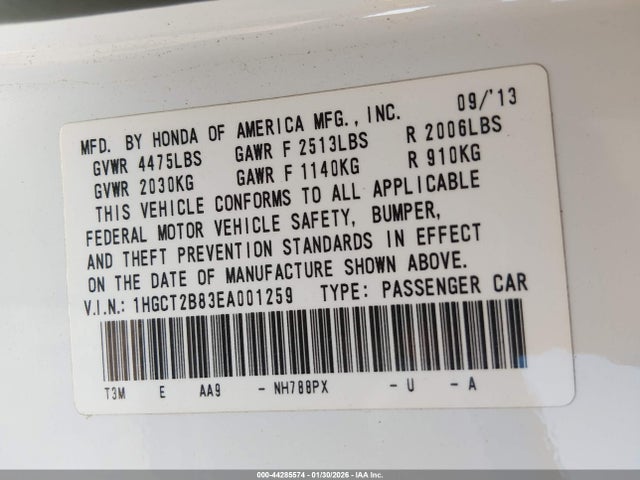 MFD. BY HONDA OF AMERICA MFG., INC. 09/'13
GVWR 4475LBS GAWR F 2513LBS R 2006LBS
GVWR 2030KG GAWR F 1140KG R 910KG
THIS VEHICLE CONFORMS TO ALL APPLICABLE
FEDERAL MOTOR VEHICLE SAFETY, BUMPER,
AND THEFT PREVENTION STANDARDS IN EFFECT
ON THE DATE OF MANUFACTURE SHOWN ABOVE.
V.I.N.: 1HGCT2B83EA001259 TYPE: PASSENGER CAR
T3M E AA9 - NH788PX - U - A
000-44285574 - 01/30/2026 - IAA Inc.